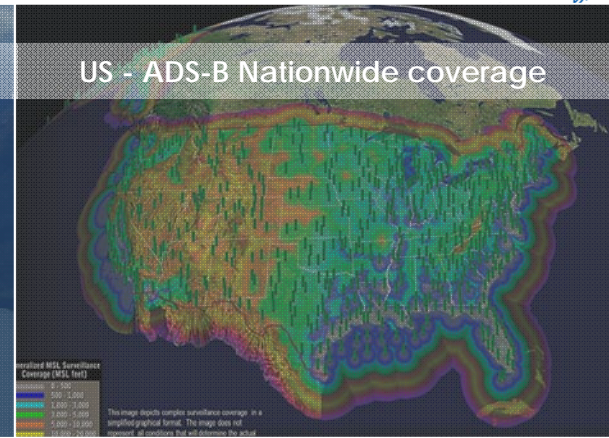 US - ADS-B Nationwide coverage
neralized MSL Surveillance
Coverage (MSL feet)
0 - 500
500 - 1,000
1,000 - 3,000
3,000 - 5,000
5,000 - 10,000
10,000 - 20,000
This image depicts complex surveillance coverage in a
simplified graphical format. The image does not
represent all conditions that will determine the actual